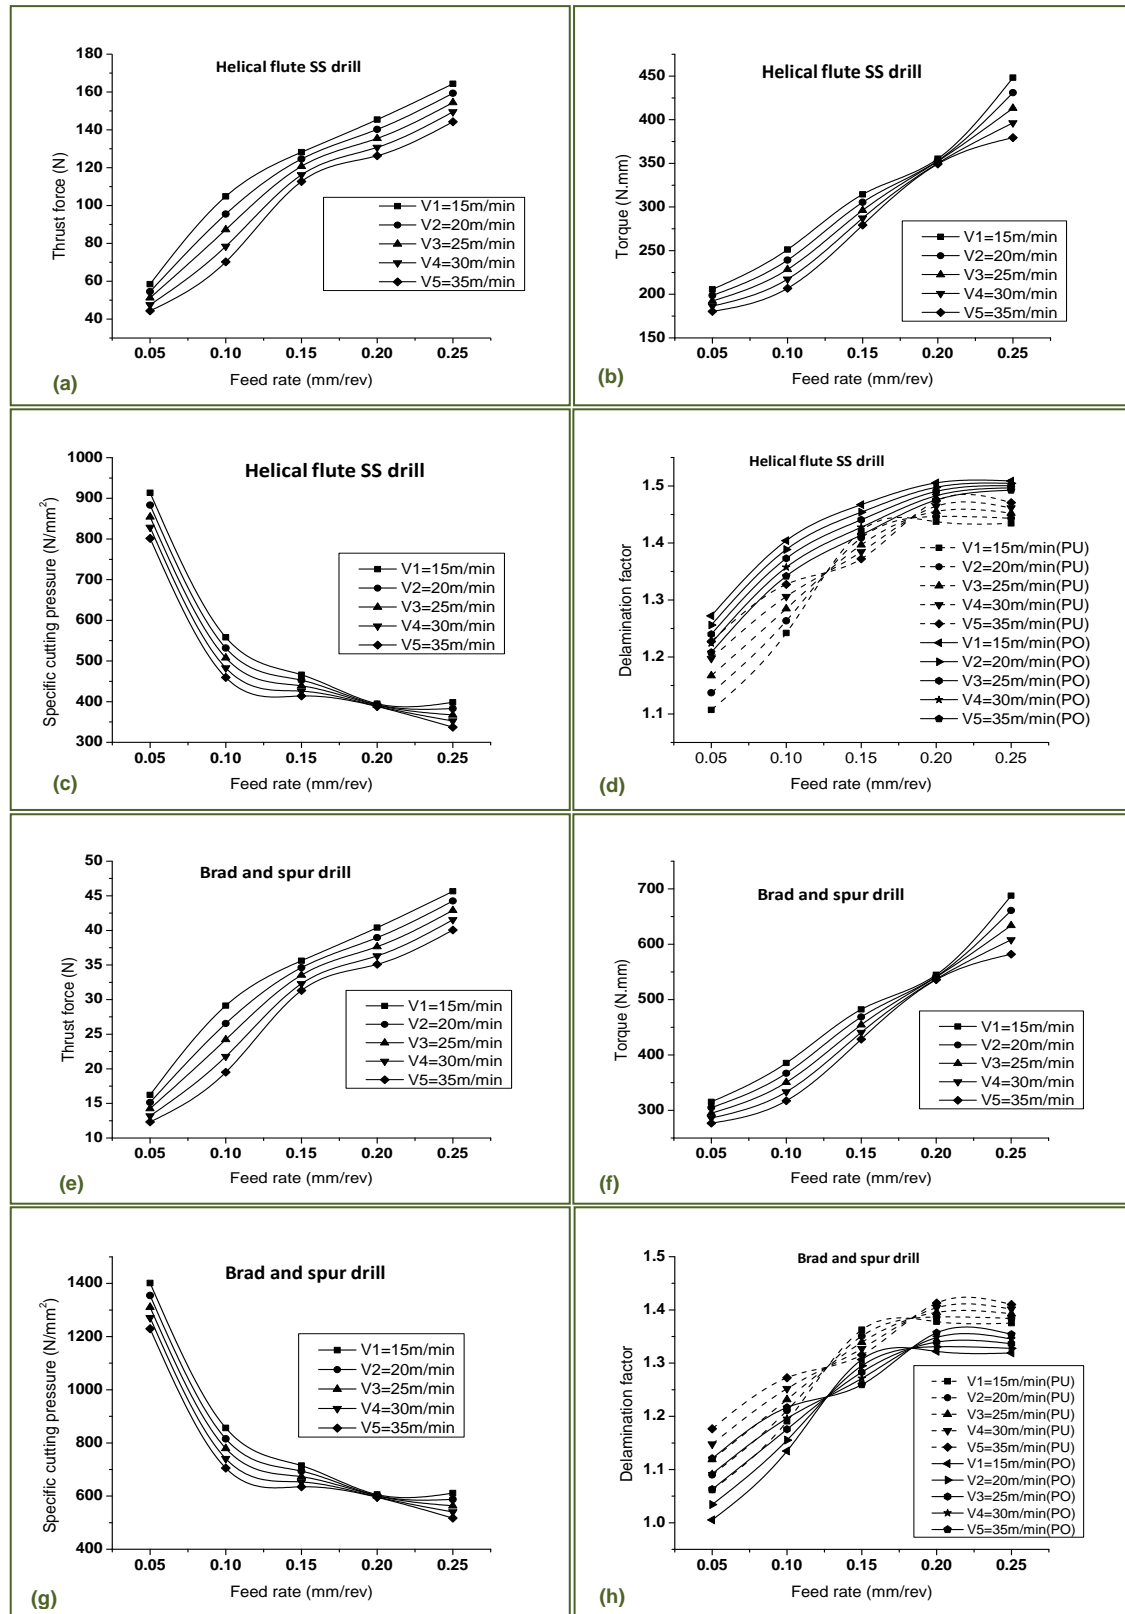 Helical flute SS drill
Thrust force (N)
180
160
140
120
100
80
60
40
V1=15m/min
V2=20m/min
V3=25m/min
V4=30m/min
V5=35m/min
0.05 0.10 0.15 0.20 0.25
Feed rate (mm/rev)
(a)
Helical flute SS drill
Torque (N.mm)
450
400
350
300
250
200
150
V1=15m/min
V2=20m/min
V3=25m/min
V4=30m/min
V5=35m/min
0.05 0.10 0.15 0.20 0.25
Feed rate (mm/rev)
(b)
Helical flute SS drill
Specific cutting pressure (N/mm²)
1000
900
800
700
600
500
400
300
V1=15m/min
V2=20m/min
V3=25m/min
V4=30m/min
V5=35m/min
0.05 0.10 0.15 0.20 0.25
Feed rate (mm/rev)
(c)
Helical flute SS drill
Delamination factor
1.5
1.4
1.3
1.2
1.1
V1=15m/min(PU)
V2=20m/min(PU)
V3=25m/min(PU)
V4=30m/min(PU)
V5=35m/min(PU)
V1=15m/min(PO)
V2=20m/min(PO)
V3=25m/min(PO)
V4=30m/min(PO)
V5=35m/min(PO)
0.05 0.10 0.15 0.20 0.25
Feed rate (mm/rev)
(d)
Brad and spur drill
Thrust force (N)
50
45
40
35
30
25
20
15
10
V1=15m/min
V2=20m/min
V3=25m/min
V4=30m/min
V5=35m/min
0.05 0.10 0.15 0.20 0.25
Feed rate (mm/rev)
(e)
Brad and spur drill
Torque (N.mm)
700
600
500
400
300
V1=15m/min
V2=20m/min
V3=25m/min
V4=30m/min
V5=35m/min
0.05 0.10 0.15 0.20 0.25
Feed rate (mm/rev)
(f)
Brad and spur drill
Specific cutting pressure (N/mm²)
1400
1200
1000
800
600
400
V1=15m/min
V2=20m/min
V3=25m/min
V4=30m/min
V5=35m/min
0.05 0.10 0.15 0.20 0.25
Feed rate (mm/rev)
(g)
Brad and spur drill
Delamination factor
1.5
1.4
1.3
1.2
1.1
1.0
V1=15m/min(PU)
V2=20m/min(PU)
V3=25m/min(PU)
V4=30m/min(PU)
V5=35m/min(PU)
V1=15m/min(PO)
V2=20m/min(PO)
V3=25m/min(PO)
V4=30m/min(PO)
V5=35m/min(PO)
0.05 0.10 0.15 0.20 0.25
Feed rate (mm/rev)
(h)